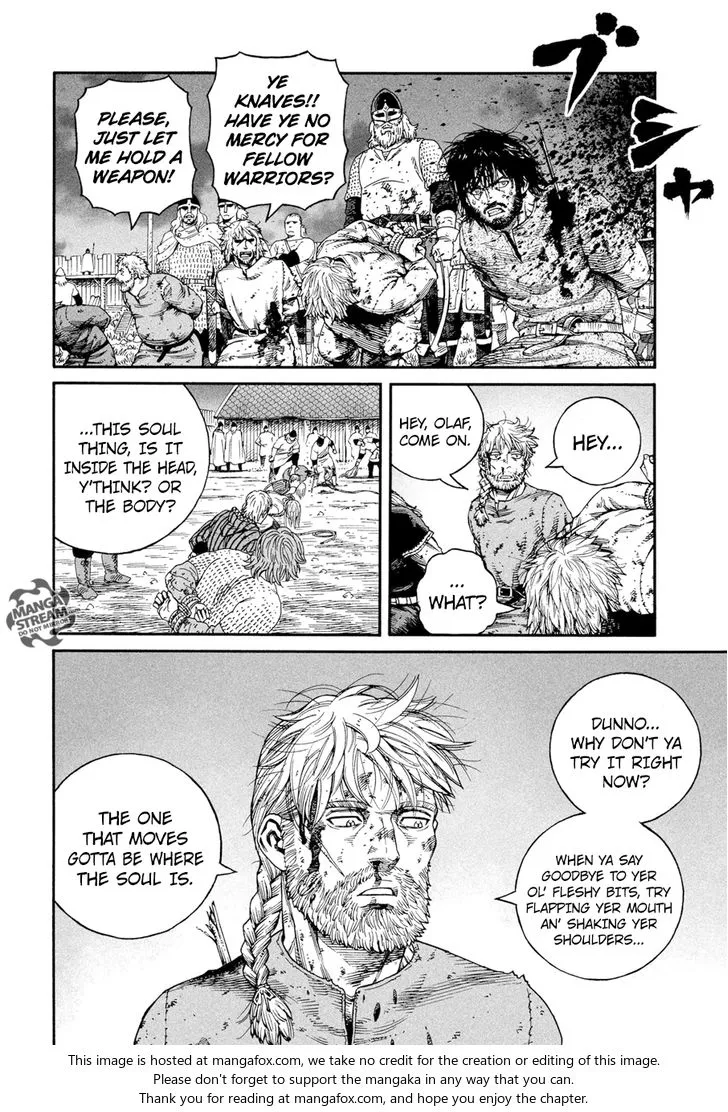 ブシャ
YE
KNAVES!!
HAVE YE NO
MERCY FOR
FELLOW
WARRIORS?
PLEASE,
JUST LET
ME HOLD A
WEAPON!
HEY...
HEY, OLAF,
COME ON.
...
WHAT?
...THIS SOUL
THING, IS IT
INSIDE THE HEAD,
Y'THINK? OR
THE BODY?
MANGA
STREAM
DO NOT MIRROR
DUNNO...
WHY DON'T YA
TRY IT RIGHT
NOW?
WHEN YA SAY
GOODBYE TO YER
OL' FLESHY BITS, TRY
FLAPPING YER MOUTH
AN' SHAKING YER
SHOULDERS...
THE ONE
THAT MOVES
GOTTA BE WHERE
THE SOUL IS.
This image is hosted at mangafox.com, we take no credit for the creation or editing of this image.
Please don't forget to support the mangaka in any way that you can.
Thank you for reading at mangafox.com, and hope you enjoy the chapter.